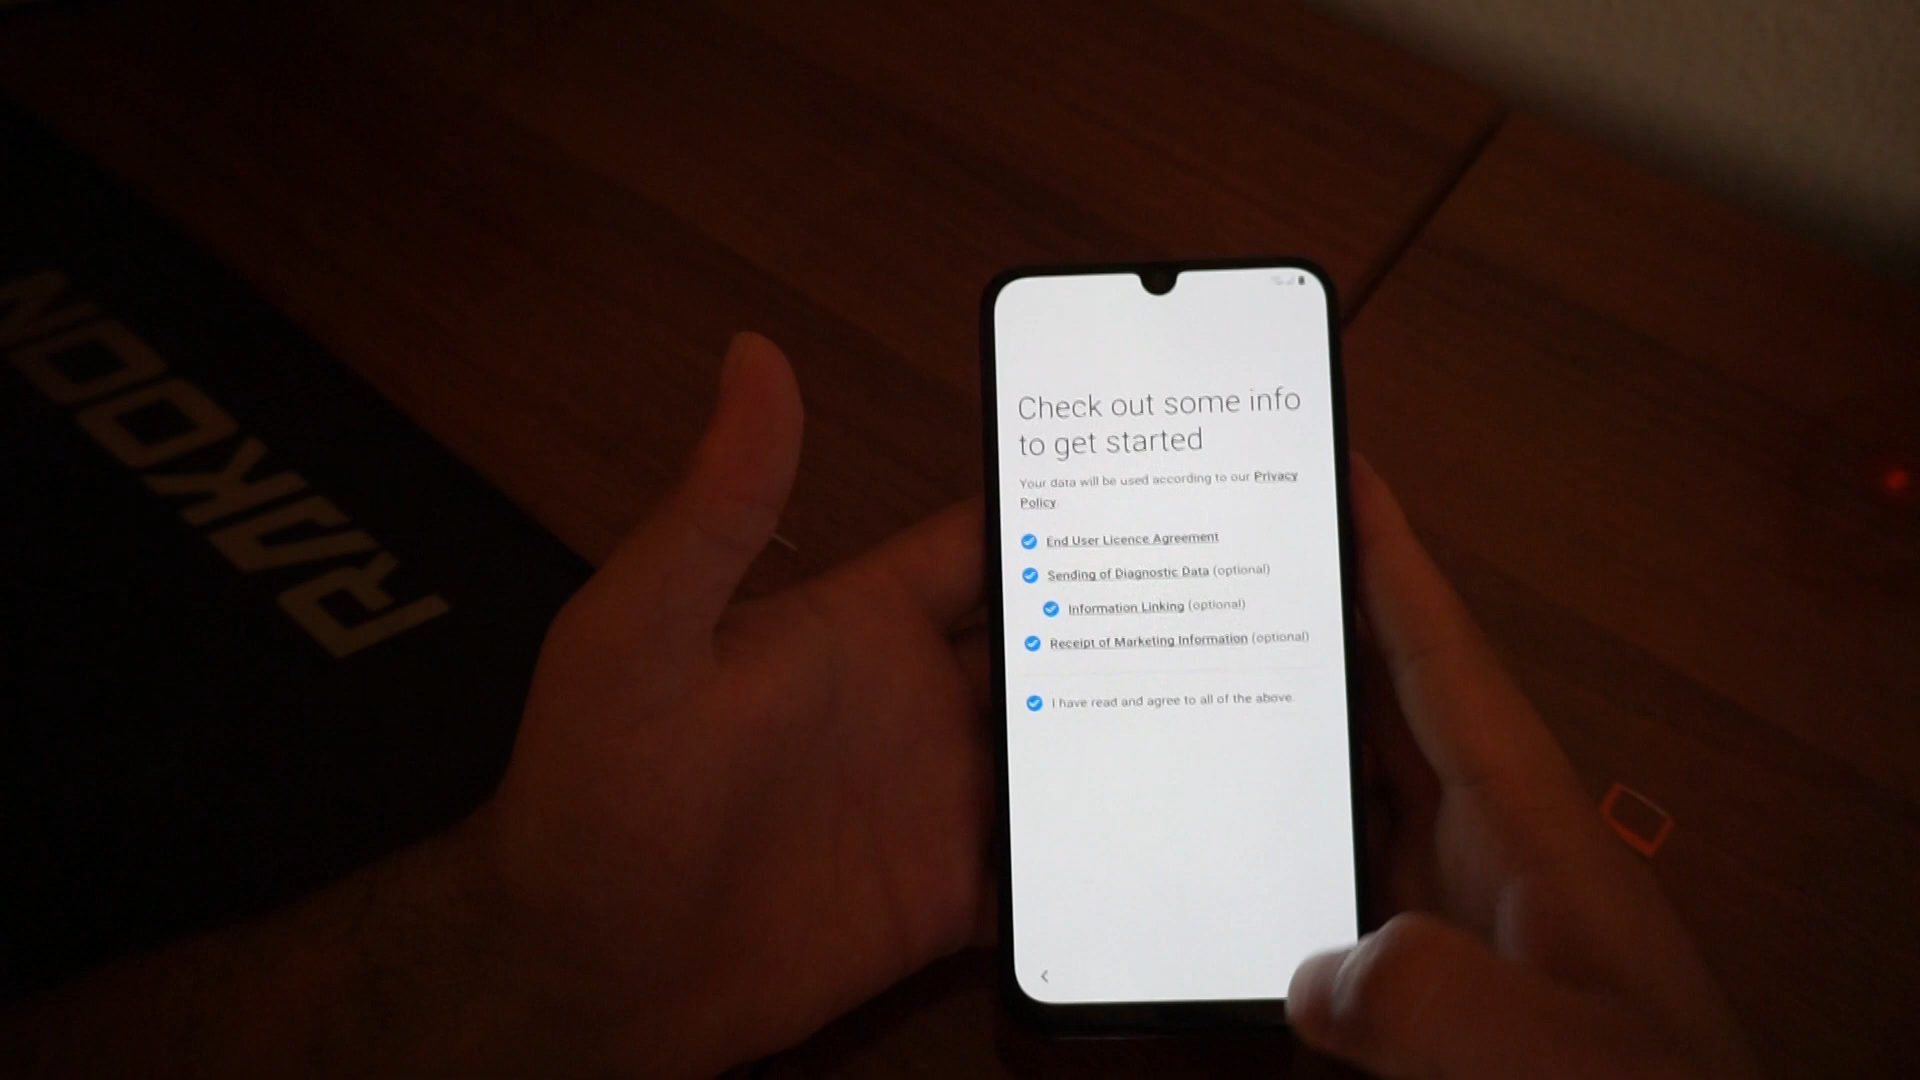 RAKOON
Check out some info
to get started
Your data will be used according to our Privacy
Policy.
End User Licence Agreement
Sending of Diagnostic Data (optional)
Information Linking (optional)
Receipt of Marketing Information (optional)
I have read and agree to all of the above.